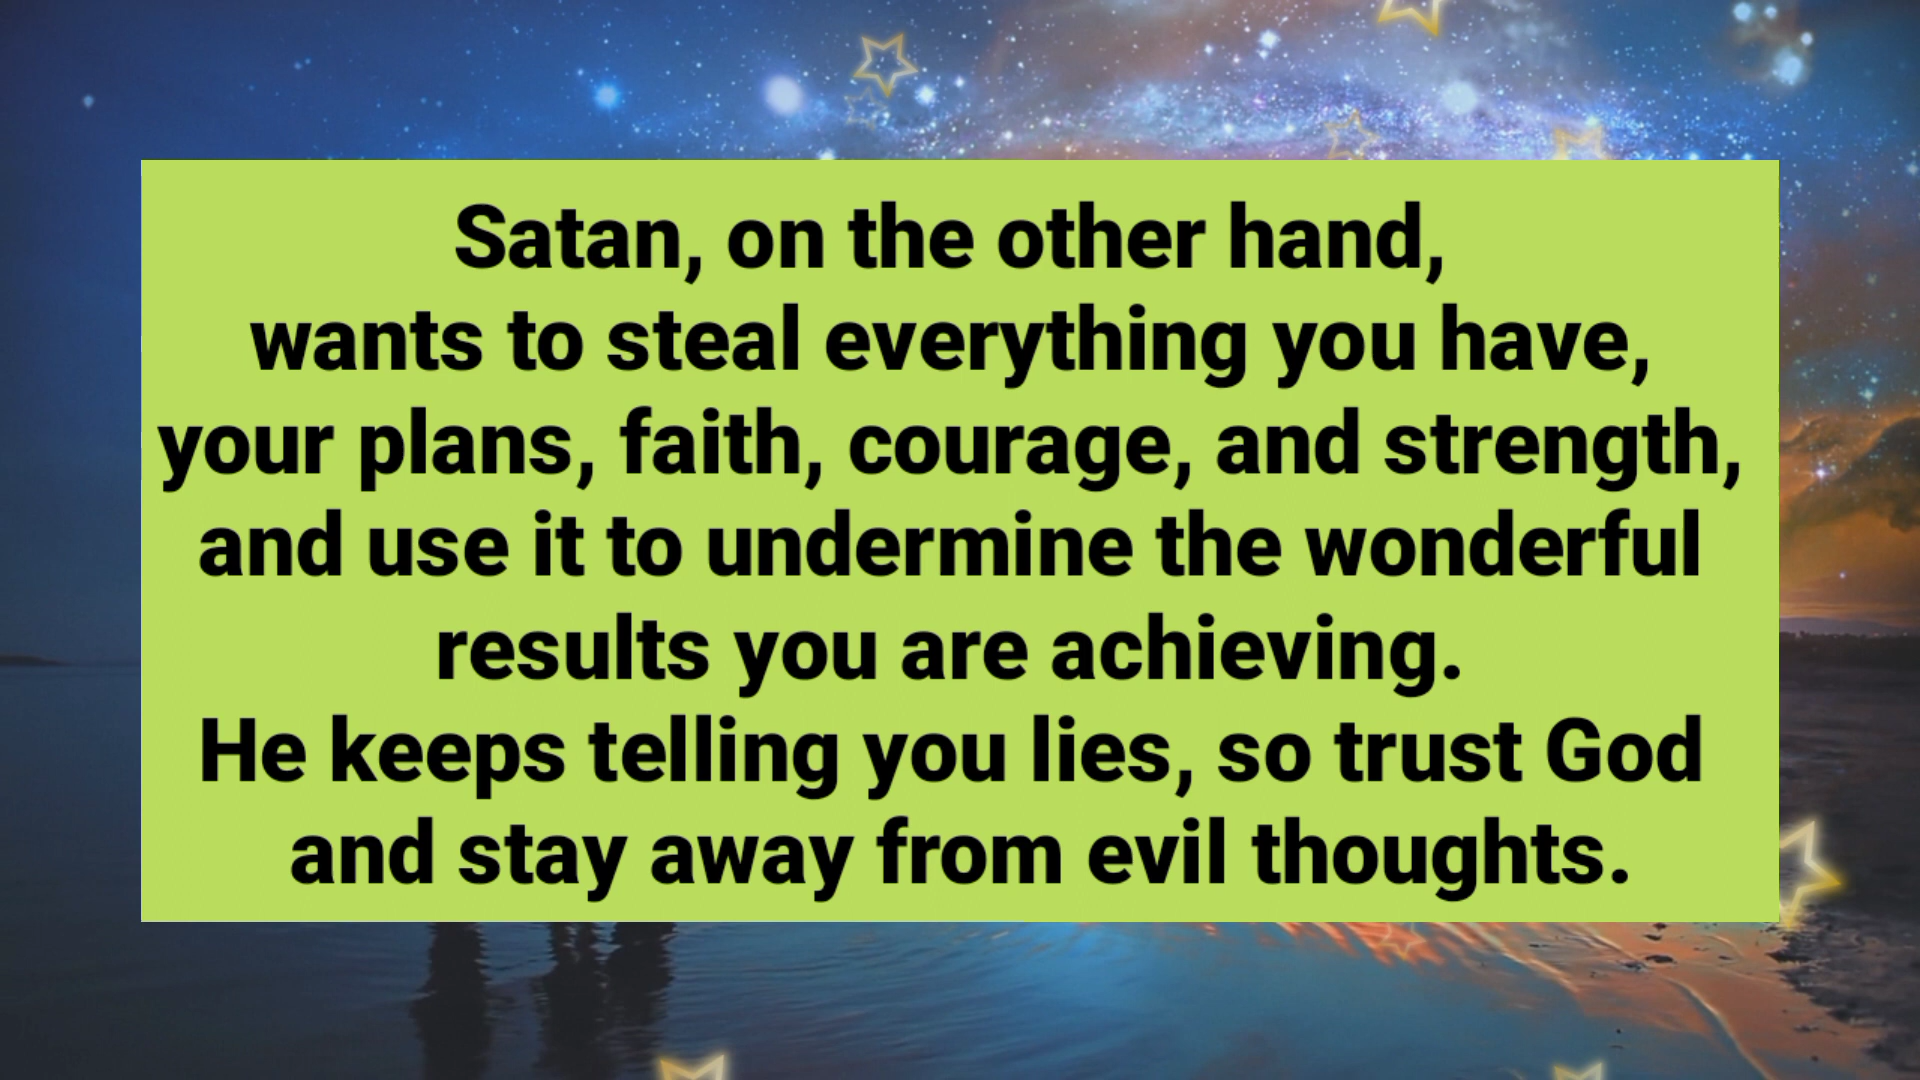 Satan, on the other hand,
wants to steal everything you have,
your plans, faith, courage, and strength,
and use it to undermine the wonderful
results you are achieving.
He keeps telling you lies, so trust God
and stay away from evil thoughts.